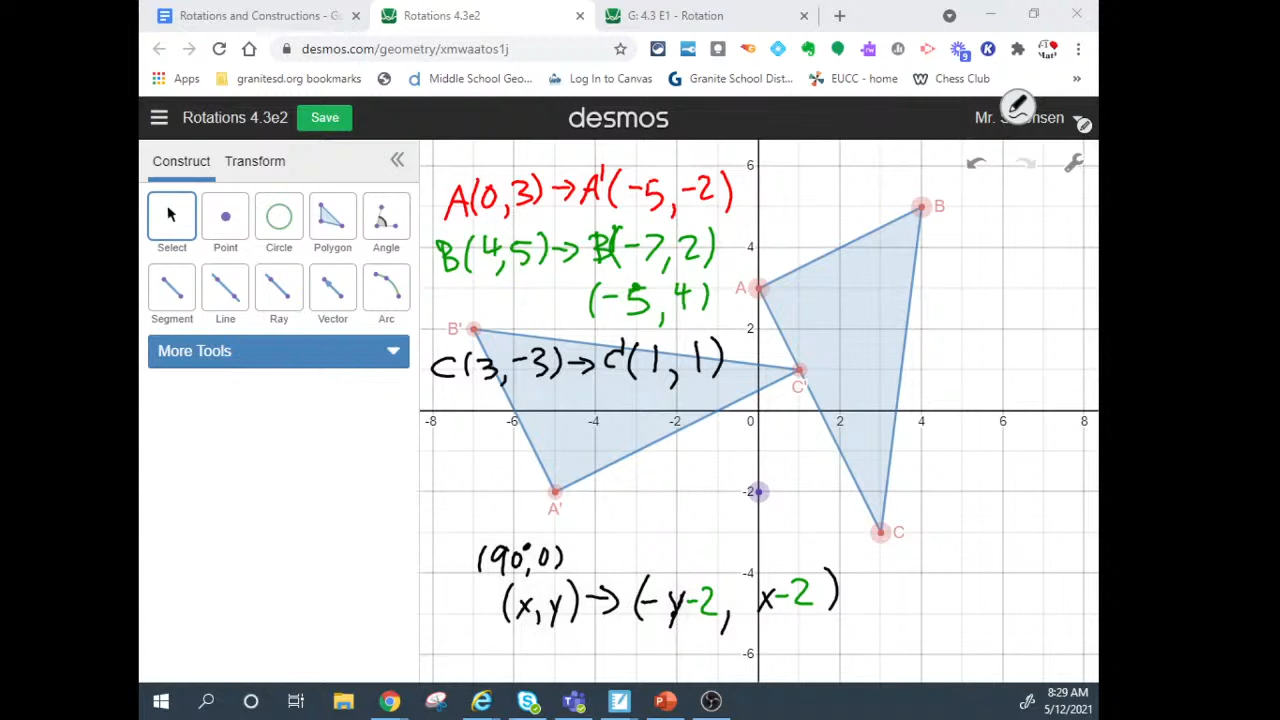 Rotations and Constructions - Go
Rotations 4.3e2
G: 4.3 E1 - Rotation
desmos.com/geometry/xmwaatos1j
9
Apps
granitesd.org bookmarks
Middle School Geo...
Log In to Canvas
Granite School Dist...
EUCC - home
Chess Club
»
Rotations 4.3e2
Save
desmos
Mr.
Construct
Transform
Select
Point
Circle
Polygon
Angle
Segment
Line
Ray
Vector
Arc
More Tools
A(0,3)→A'(-5,-2)
B(4,5)→B'(-7,2)
(-5,4)
C(3,-3)→C'(1,1)
6
4
2
-2
-4
-6
-8
-6
-4
-2
0
2
4
6
8
A
B
C
A'
B'
C'
(90°,0)
(x,y)→(-y-2, x-2)
8:29 AM
5/12/2021